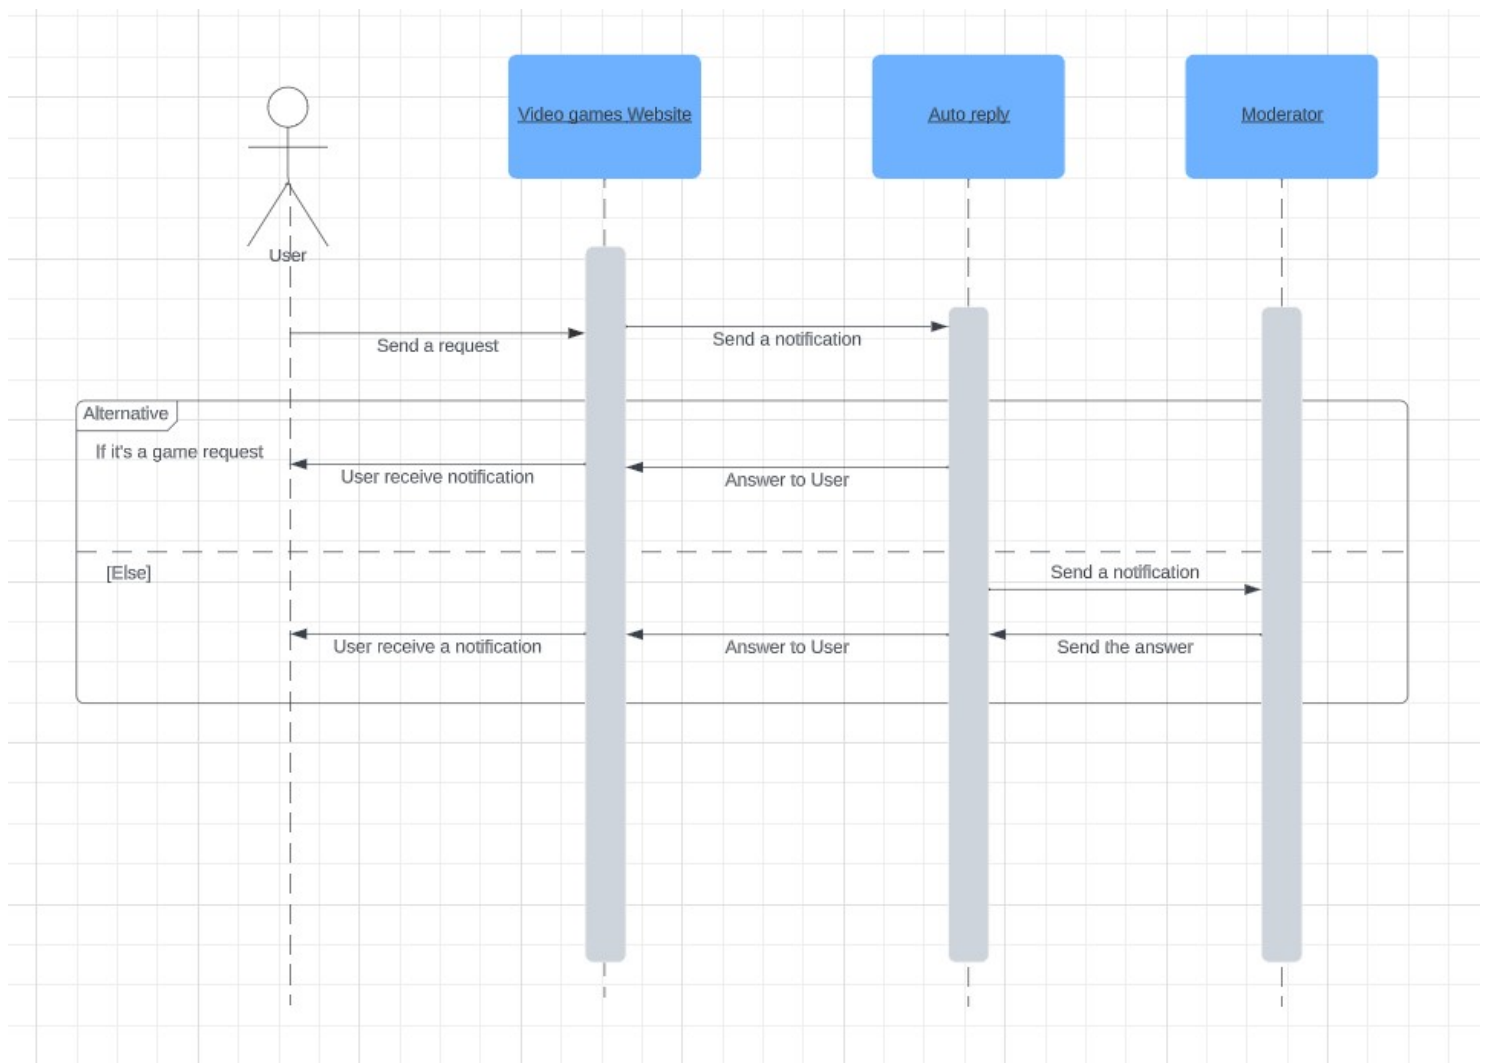 Video games Website
Auto reply
Moderator
User
Send a request
Send a notification
Alternative
If it's a game request
User receive notification
Answer to User
[Else]
Send a notification
User receive a notification
Answer to User
Send the answer